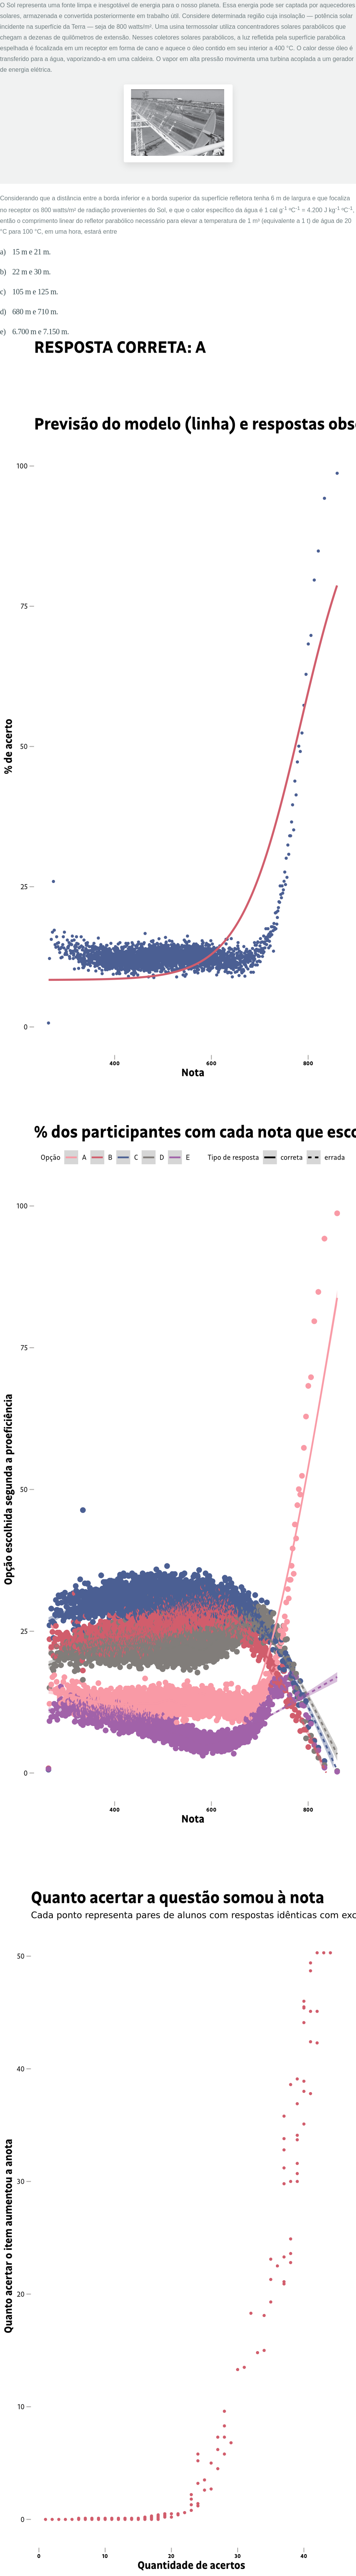 O Sol representa uma fonte limpa e inesgotável de energia para o nosso planeta. Essa energia pode ser captada por aquecedores
solares, armazenada e convertida posteriormente em trabalho útil. Considere determinada região cuja insolação — potência solar
incidente na superfície da Terra — seja de 800 watts/m². Uma usina termossolar utiliza concentradores solares parabólicos que
chegam a dezenas de quilômetros de extensão. Nesses coletores solares parabólicos, a luz refletida pela superfície parabólica
espelhada é focalizada em um receptor em forma de cano e aquece o óleo contido em seu interior a 400 °C. O calor desse óleo é
transferido para a água, vaporizando-a em uma caldeira. O vapor em alta pressão movimenta uma turbina acoplada a um gerador
de energia elétrica.
Considerando que a distância entre a borda inferior e a borda superior da superfície refletora tenha 6 m de largura e que focaliza
no receptor os 800 watts/m² de radiação provenientes do Sol, e que o calor específico da água é 1 cal g⁻¹ ºC⁻¹ = 4.200 J kg⁻¹ ºC⁻¹,
então o comprimento linear do refletor parabólico necessário para elevar a temperatura de 1 m³ (equivalente a 1 t) de água de 20
°C para 100 °C, em uma hora, estará entre
a) 15 m e 21 m.
b) 22 m e 30 m.
c) 105 m e 125 m.
d) 680 m e 710 m.
e) 6.700 m e 7.150 m.
RESPOSTA CORRETA: A
Previsão do modelo (linha) e respostas obs
100
75
50
25
0
% de acerto
400 600 800
Nota
% dos participantes com cada nota que esco
Opção A B C D E Tipo de resposta correta errada
100
75
50
25
0
Opção escolhida segunda a proeficiência
400 600 800
Nota
Quanto acertar a questão somou à nota
Cada ponto representa pares de alunos com respostas idênticas com exc
50
40
30
20
10
0
Quanto acertar o item aumentou a anota
0 10 20 30 40
Quantidade de acertos